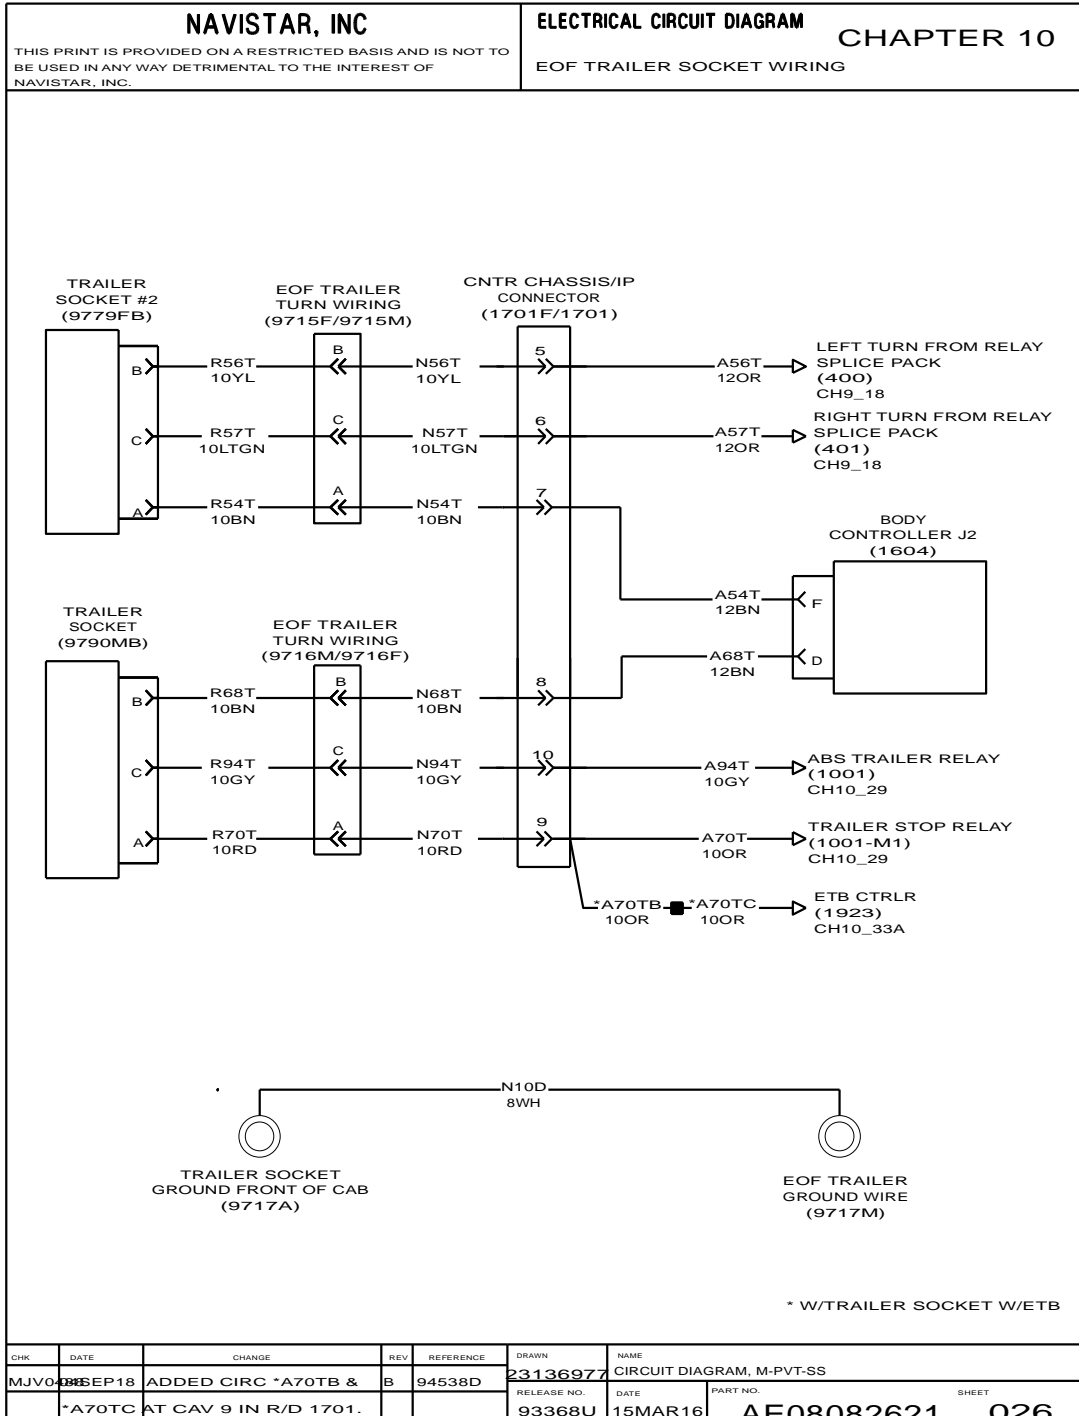 NAVISTAR, INC
THIS PRINT IS PROVIDED ON A RESTRICTED BASIS AND IS NOT TO
BE USED IN ANY WAY DETRIMENTAL TO THE INTEREST OF
NAVISTAR, INC.
ELECTRICAL CIRCUIT DIAGRAM
CHAPTER 10
EOF TRAILER SOCKET WIRING
TRAILER
SOCKET #2
(9779FB)
EOF TRAILER
TURN WIRING
(9715F/9715M)
CNTR CHASSIS/IP
CONNECTOR
(1701F/1701)
B
R56T
10YL
B
N56T
10YL
5
A56T
12OR
LEFT TURN FROM RELAY
SPLICE PACK
(400)
CH9_18
C
R57T
10LTGN
C
N57T
10LTGN
6
A57T
12OR
RIGHT TURN FROM RELAY
SPLICE PACK
(401)
CH9_18
A
R54T
10BN
A
N54T
10BN
7
BODY
CONTROLLER J2
(1604)
A54T
12BN
F
A68T
12BN
D
TRAILER
SOCKET
(9790MB)
EOF TRAILER
TURN WIRING
(9716M/9716F)
B
R68T
10BN
B
N68T
10BN
8
C
R94T
10GY
C
N94T
10GY
10
A94T
10GY
ABS TRAILER RELAY
(1001)
CH10_29
A
R70T
10RD
A
N70T
10RD
9
A70T
10OR
TRAILER STOP RELAY
(1001-M1)
CH10_29
*A70TB
10OR
*A70TC
10OR
ETB CTRLR
(1923)
CH10_33A
N10D
8WH
TRAILER SOCKET
GROUND FRONT OF CAB
(9717A)
EOF TRAILER
GROUND WIRE
(9717M)
* W/TRAILER SOCKET W/ETB
CHK DATE CHANGE REV REFERENCE
MJV0 SEP18 ADDED CIRC *A70TB & B 94538D
*A70TC AT CAV 9 IN R/D 1701.
DRAWN
23136977
NAME
CIRCUIT DIAGRAM, M-PVT-SS
RELEASE NO.
93368U
DATE
15MAR16
PART NO.
AE08082621
SHEET
026